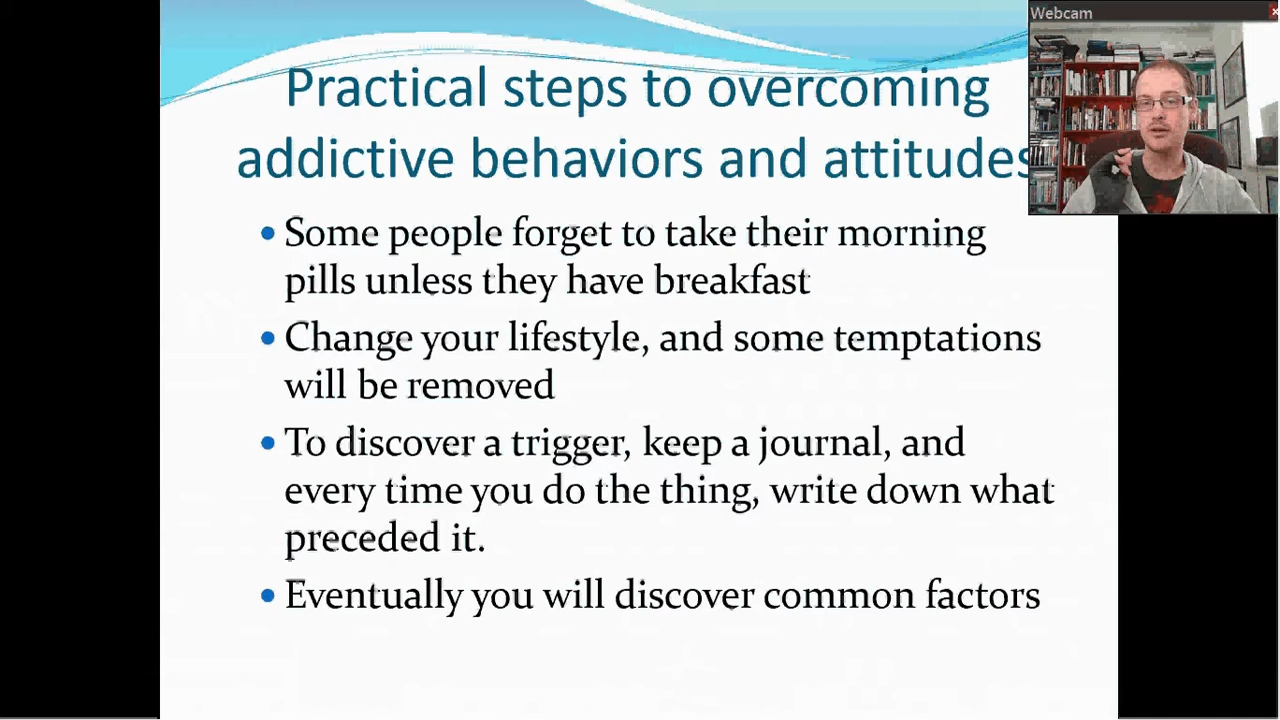 Webcam
Practical steps to overcoming
addictive behaviors and attitudes
• Some people forget to take their morning
pills unless they have breakfast
• Change your lifestyle, and some temptations
will be removed
• To discover a trigger, keep a journal, and
every time you do the thing, write down what
preceded it.
• Eventually you will discover common factors